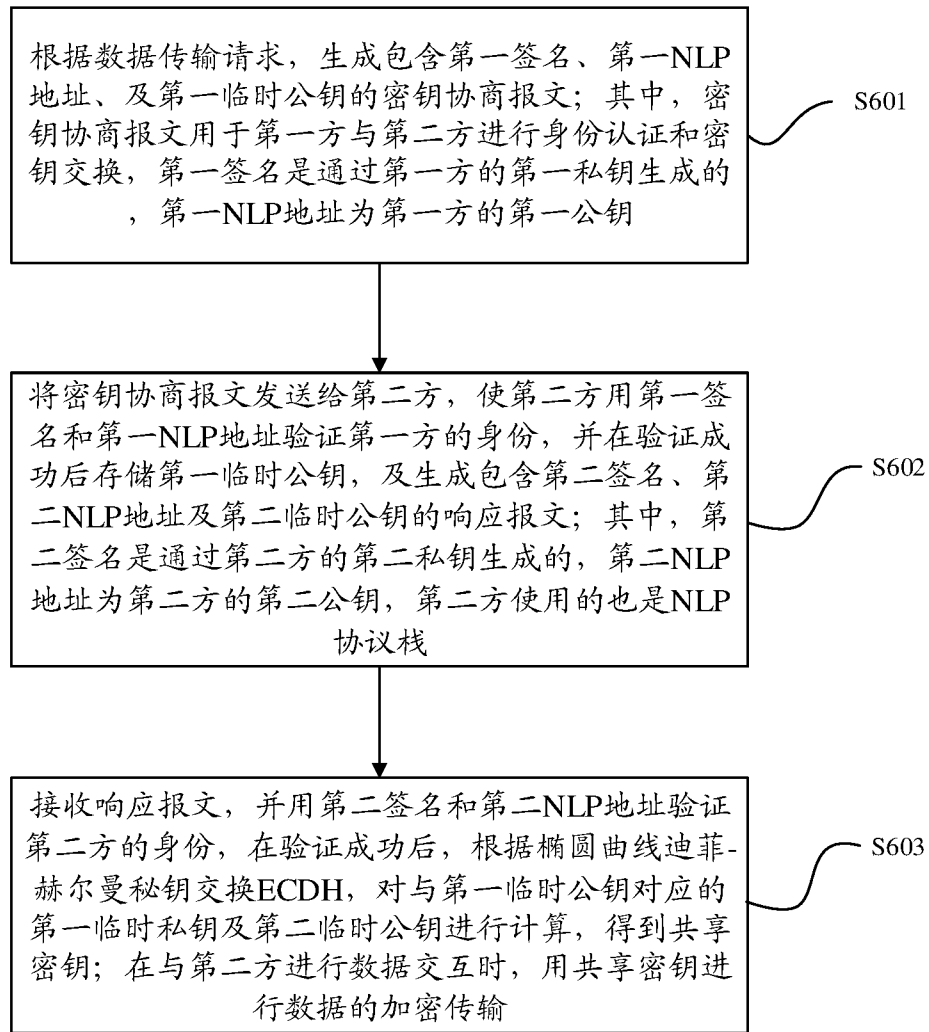 根据数据传输请求，生成包含第一签名、第一NLP
地址、及第一临时公钥的密钥协商报文；其中，密
钥协商报文用于第一方与第二方进行身份认证和密
钥交换，第一签名是通过第一方的第一私钥生成的
，第一NLP地址为第一方的第一公钥
S601
将密钥协商报文发送给第二方，使第二方用第一签
名和第一NLP地址验证第一方的身份，并在验证成
功后存储第一临时公钥，及生成包含第二签名、第
二NLP地址及第二临时公钥的响应报文；其中，第
二签名是通过第二方的第二私钥生成的，第二NLP
地址为第二方的第二公钥，第二方使用的也是NLP
协议栈
S602
接收响应报文，并用第二签名和第二NLP地址验证
第二方的身份，在验证成功后，根据椭圆曲线迪菲-
赫尔曼秘钥交换ECDH，对与第一临时公钥对应的
第一临时私钥及第二临时公钥进行计算，得到共享
密钥；在与第二方进行数据交互时，用共享密钥进
行数据的加密传输
S603